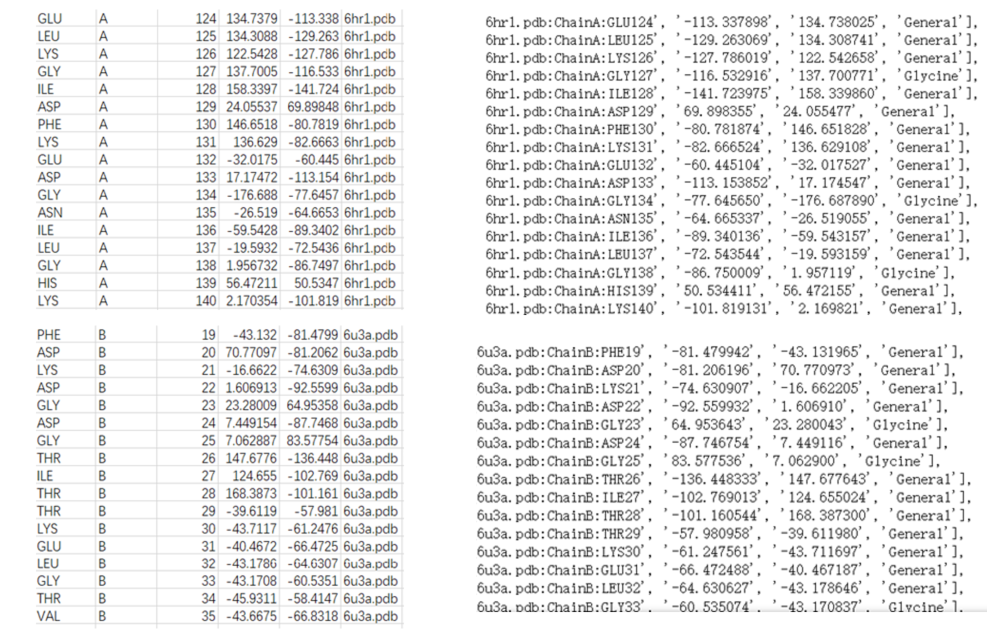 GLU A 124 134.7379 -113.338 6hr1.pdb
LEU A 125 134.3088 -129.263 6hr1.pdb
LYS A 126 122.5428 -127.786 6hr1.pdb
GLY A 127 137.7005 -116.533 6hr1.pdb
ILE A 128 158.3397 -141.724 6hr1.pdb
ASP A 129 24.05537 69.89848 6hr1.pdb
PHE A 130 146.6518 -80.7819 6hr1.pdb
LYS A 131 136.629 -82.6663 6hr1.pdb
GLU A 132 -32.0175 -60.445 6hr1.pdb
ASP A 133 17.17472 -113.154 6hr1.pdb
GLY A 134 -176.688 -77.6457 6hr1.pdb
ASN A 135 -26.519 -64.6653 6hr1.pdb
ILE A 136 -59.5428 -89.3402 6hr1.pdb
LEU A 137 -19.5932 -72.5436 6hr1.pdb
GLY A 138 1.956732 -86.7497 6hr1.pdb
HIS A 139 56.47211 50.5347 6hr1.pdb
LYS A 140 2.170354 -101.819 6hr1.pdb
6hr1.pdb:ChainA:GLU124', '-113.337898', '134.738025', 'General'],
6hr1.pdb:ChainA:LEU125', '-129.263069', '134.308741', 'General'],
6hr1.pdb:ChainA:LYS126', '-127.786019', '122.542658', 'General'],
6hr1.pdb:ChainA:GLY127', '-116.532916', '137.700771', 'Glycine'],
6hr1.pdb:ChainA:ILE128', '-141.723975', '158.339860', 'General'],
6hr1.pdb:ChainA:ASP129', '69.898355', '24.055477', 'General'],
6hr1.pdb:ChainA:PHE130', '-80.781874', '146.651828', 'General'],
6hr1.pdb:ChainA:LYS131', '-82.666524', '136.629108', 'General'],
6hr1.pdb:ChainA:GLU132', '-60.445104', '-32.017527', 'General'],
6hr1.pdb:ChainA:ASP133', '-113.153852', '17.174547', 'General'],
6hr1.pdb:ChainA:GLY134', '-77.645650', '-176.687890', 'Glycine'],
6hr1.pdb:ChainA:ASN135', '-64.665337', '-26.519055', 'General'],
6hr1.pdb:ChainA:ILE136', '-89.340136', '-59.543157', 'General'],
6hr1.pdb:ChainA:LEU137', '-72.543544', '-19.593159', 'General'],
6hr1.pdb:ChainA:GLY138', '-86.750009', '1.957119', 'Glycine'],
6hr1.pdb:ChainA:HIS139', '50.534411', '56.472155', 'General'],
6hr1.pdb:ChainA:LYS140', '-101.819131', '2.169821', 'General'],
PHE B 19 -43.132 -81.4799 6u3a.pdb
ASP B 20 70.77097 -81.2062 6u3a.pdb
LYS B 21 -16.6622 -74.6309 6u3a.pdb
ASP B 22 1.606913 -92.5599 6u3a.pdb
GLY B 23 23.28009 64.95358 6u3a.pdb
ASP B 24 7.449154 -87.7468 6u3a.pdb
GLY B 25 7.062887 83.57754 6u3a.pdb
THR B 26 147.6776 -136.448 6u3a.pdb
ILE B 27 124.655 -102.769 6u3a.pdb
THR B 28 168.3873 -101.161 6u3a.pdb
THR B 29 -39.6119 -57.981 6u3a.pdb
LYS B 30 -43.7117 -61.2476 6u3a.pdb
GLU B 31 -40.4672 -66.4725 6u3a.pdb
LEU B 32 -43.1786 -64.6307 6u3a.pdb
GLY B 33 -43.1708 -60.5351 6u3a.pdb
THR B 34 -45.9311 -58.4147 6u3a.pdb
VAL B 35 -43.6675 -66.8318 6u3a.pdb
6u3a.pdb:ChainB:PHE19', '-81.479942', '-43.131965', 'General'],
6u3a.pdb:ChainB:ASP20', '-81.206196', '70.770973', 'General'],
6u3a.pdb:ChainB:LYS21', '-74.630907', '-16.662205', 'General'],
6u3a.pdb:ChainB:ASP22', '-92.559932', '1.606910', 'General'],
6u3a.pdb:ChainB:GLY23', '64.953643', '23.280043', 'Glycine'],
6u3a.pdb:ChainB:ASP24', '-87.746754', '7.449116', 'General'],
6u3a.pdb:ChainB:GLY25', '83.577536', '7.062900', 'Glycine'],
6u3a.pdb:ChainB:THR26', '-136.448333', '147.677643', 'General'],
6u3a.pdb:ChainB:ILE27', '-102.769013', '124.655024', 'General'],
6u3a.pdb:ChainB:THR28', '-101.160544', '168.387300', 'General'],
6u3a.pdb:ChainB:THR29', '-57.980958', '-39.611980', 'General'],
6u3a.pdb:ChainB:LYS30', '-61.247561', '-43.711697', 'General'],
6u3a.pdb:ChainB:GLU31', '-66.472488', '-40.467187', 'General'],
6u3a.pdb:ChainB:LEU32', '-64.630627', '-43.178646', 'General'],
6u3a.pdb:ChainB:GLY33', '-60.535074', '-43.170837', 'Glycine'],